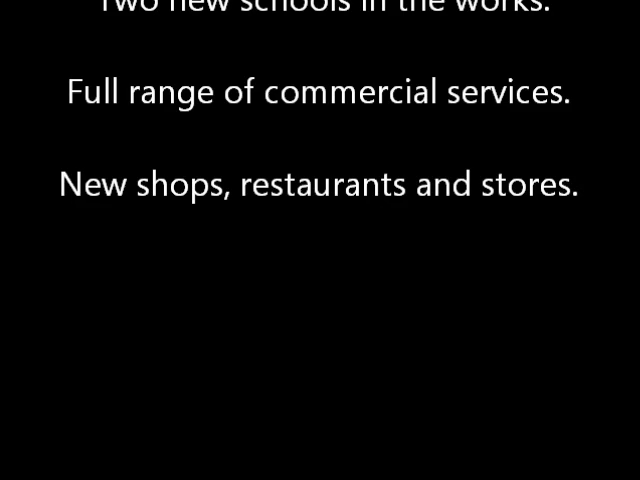 Two new schools in the works.
Full range of commercial services.
New shops, restaurants and stores.